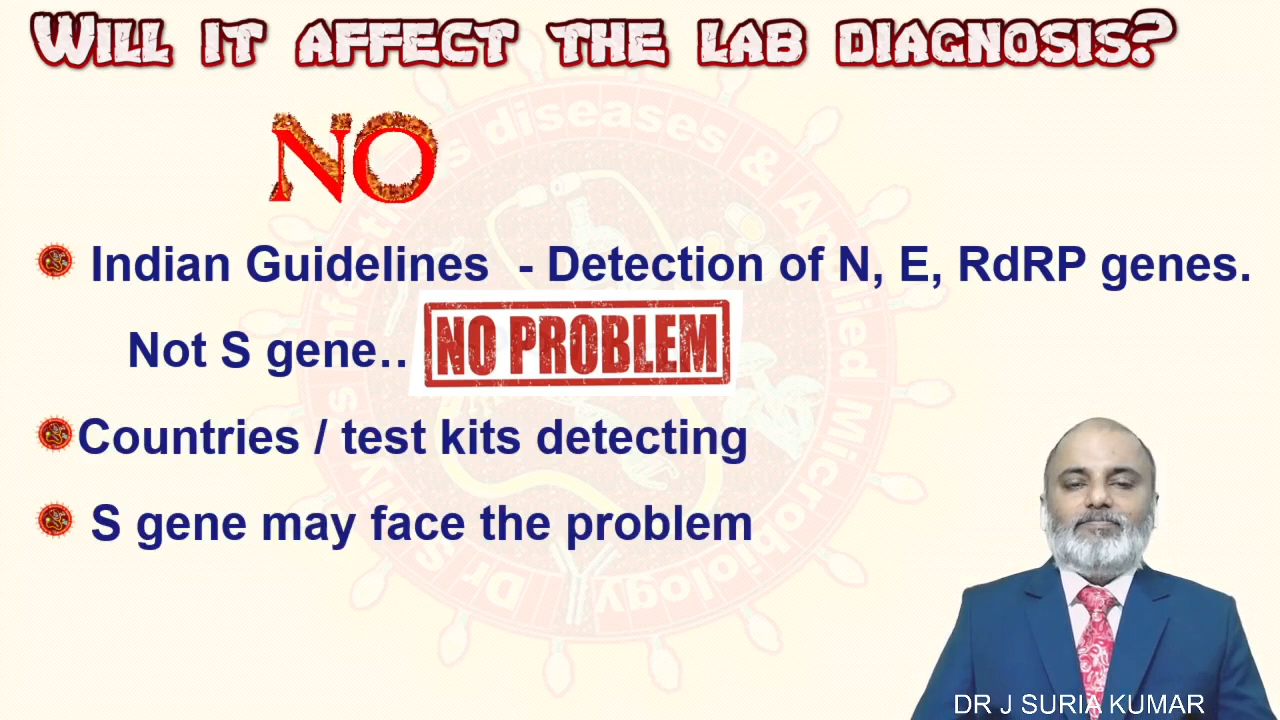 Will it affect the lab diagnosis?
NO
Indian Guidelines - Detection of N, E, RdRP genes.
Not S gene.. NO PROBLEM
Countries / test kits detecting
S gene may face the problem
DR J SURIA KUMAR